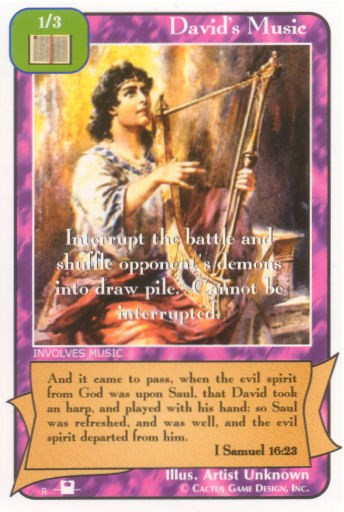 1/3
David's Music
Interrupt the battle and
shuffle opponent's demons
into draw pile. Cannot be
interrupted.
INVOLVES MUSIC
And it came to pass, when the evil spirit
from God was upon Saul, that David took
an harp, and played with his hand: so Saul
was refreshed, and was well, and the evil
spirit departed from him.
I Samuel 16:23
Illus. Artist Unknown
R
© Cactus Game Design, Inc.